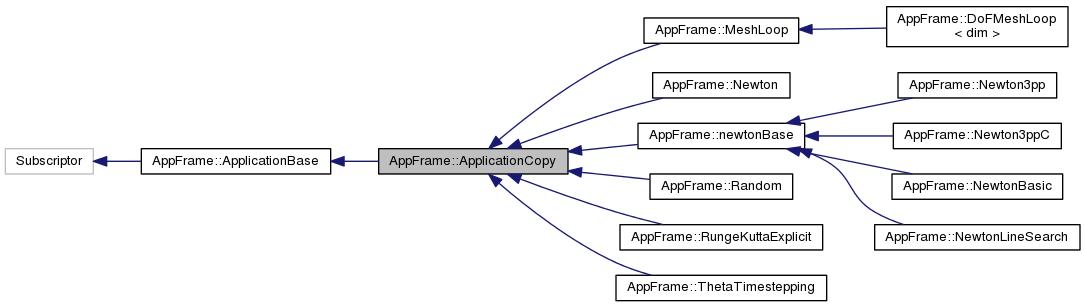 Subscriptor
AppFrame::ApplicationBase
AppFrame::ApplicationCopy
AppFrame::MeshLoop
AppFrame::Newton
AppFrame::newtonBase
AppFrame::Random
AppFrame::RungeKuttaExplicit
AppFrame::ThetaTimestepping
AppFrame::DoFMeshLoop
< dim >
AppFrame::Newton3pp
AppFrame::Newton3ppC
AppFrame::NewtonBasic
AppFrame::NewtonLineSearch